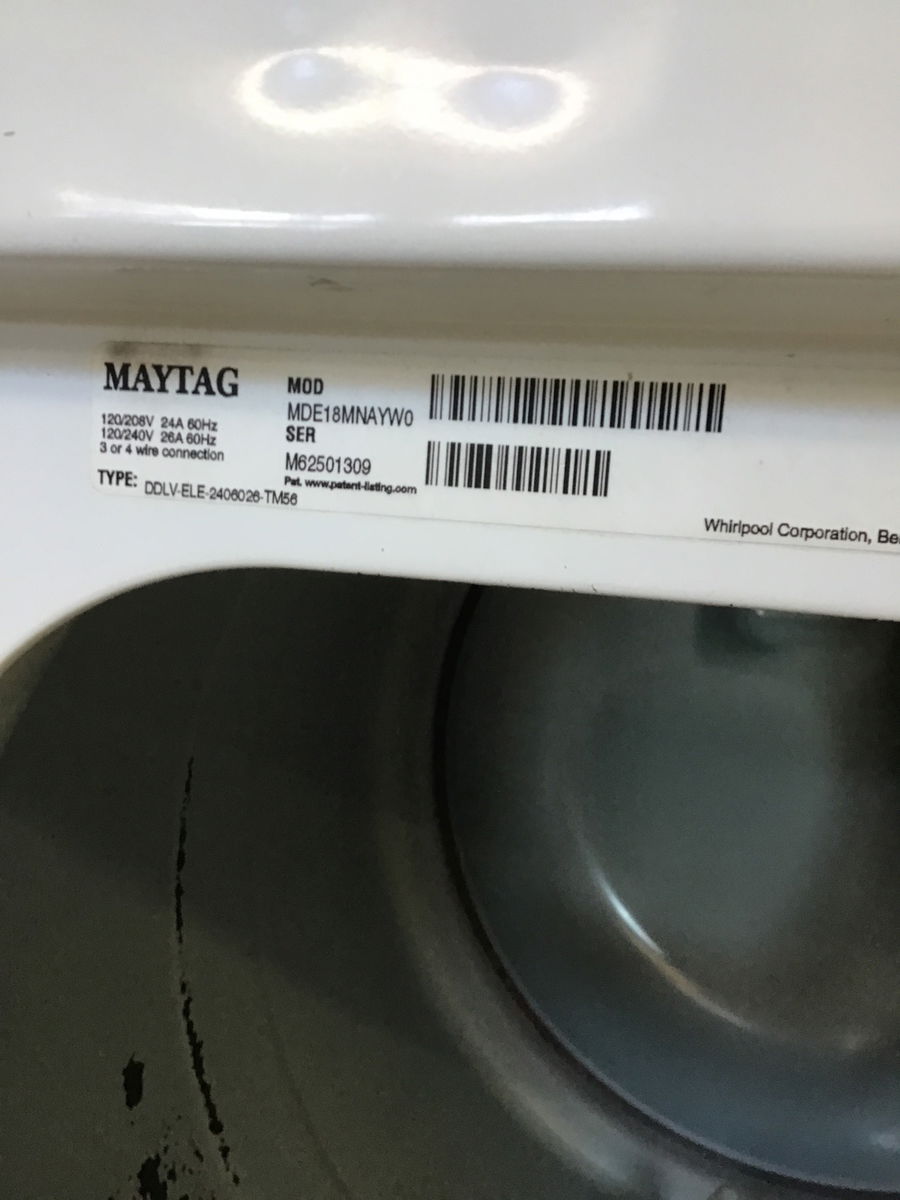 MAYTAG
120/208V 24A 60Hz
120/240V 26A 60Hz
3 or 4 wire connection
TYPE: DDLV-ELE-2406026-TM56
MOD
MDE18MNAYW0
SER
M62501309
Pat. www.patent-listing.com
Whirlpool Corporation,